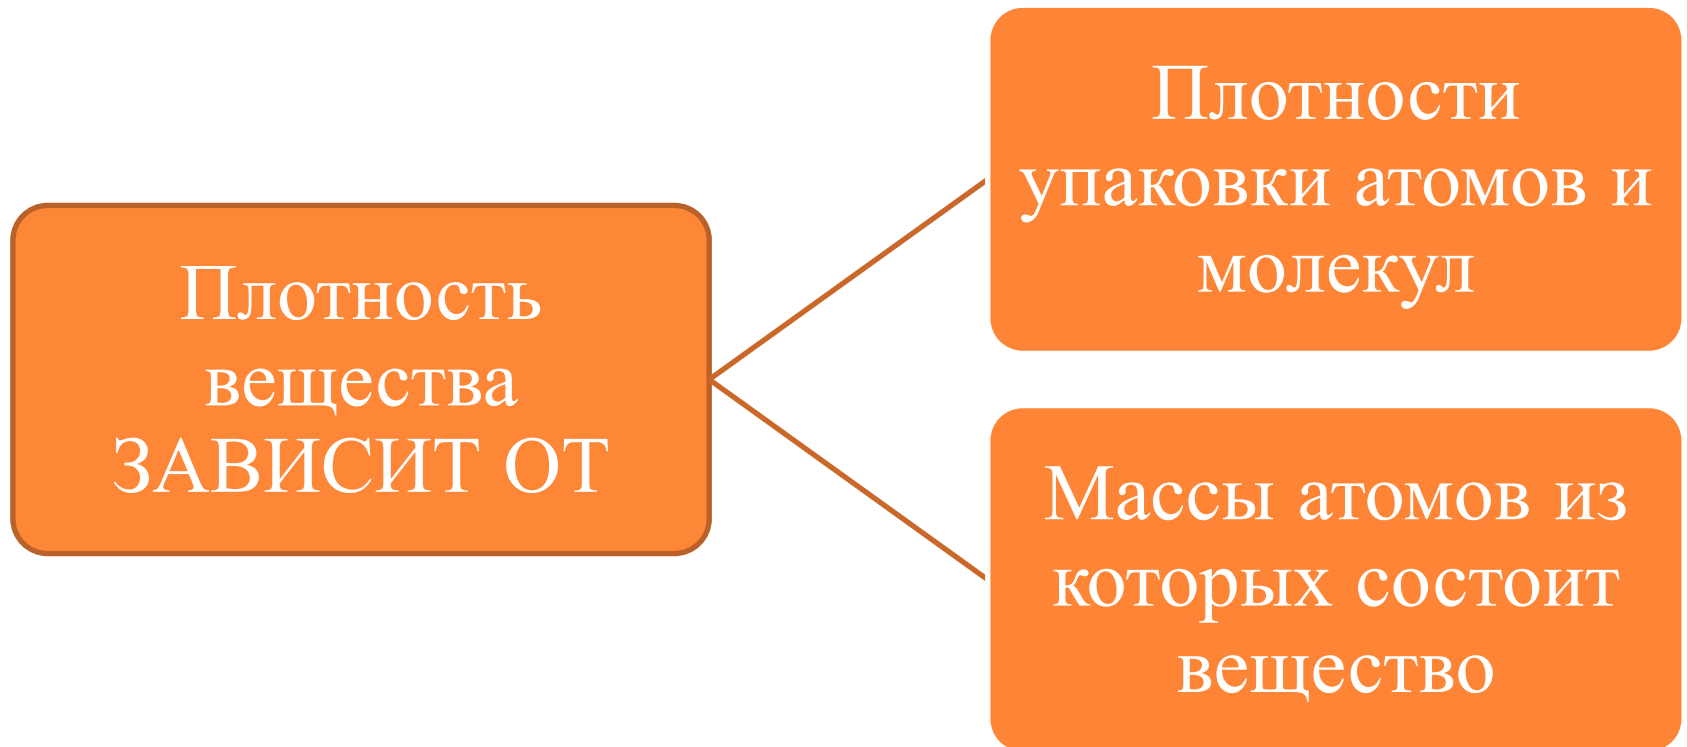 Плотность
вещества
ЗАВИСИТ ОТ
Плотности
упаковки атомов и
молекул
Массы атомов из
которых состоит
вещество